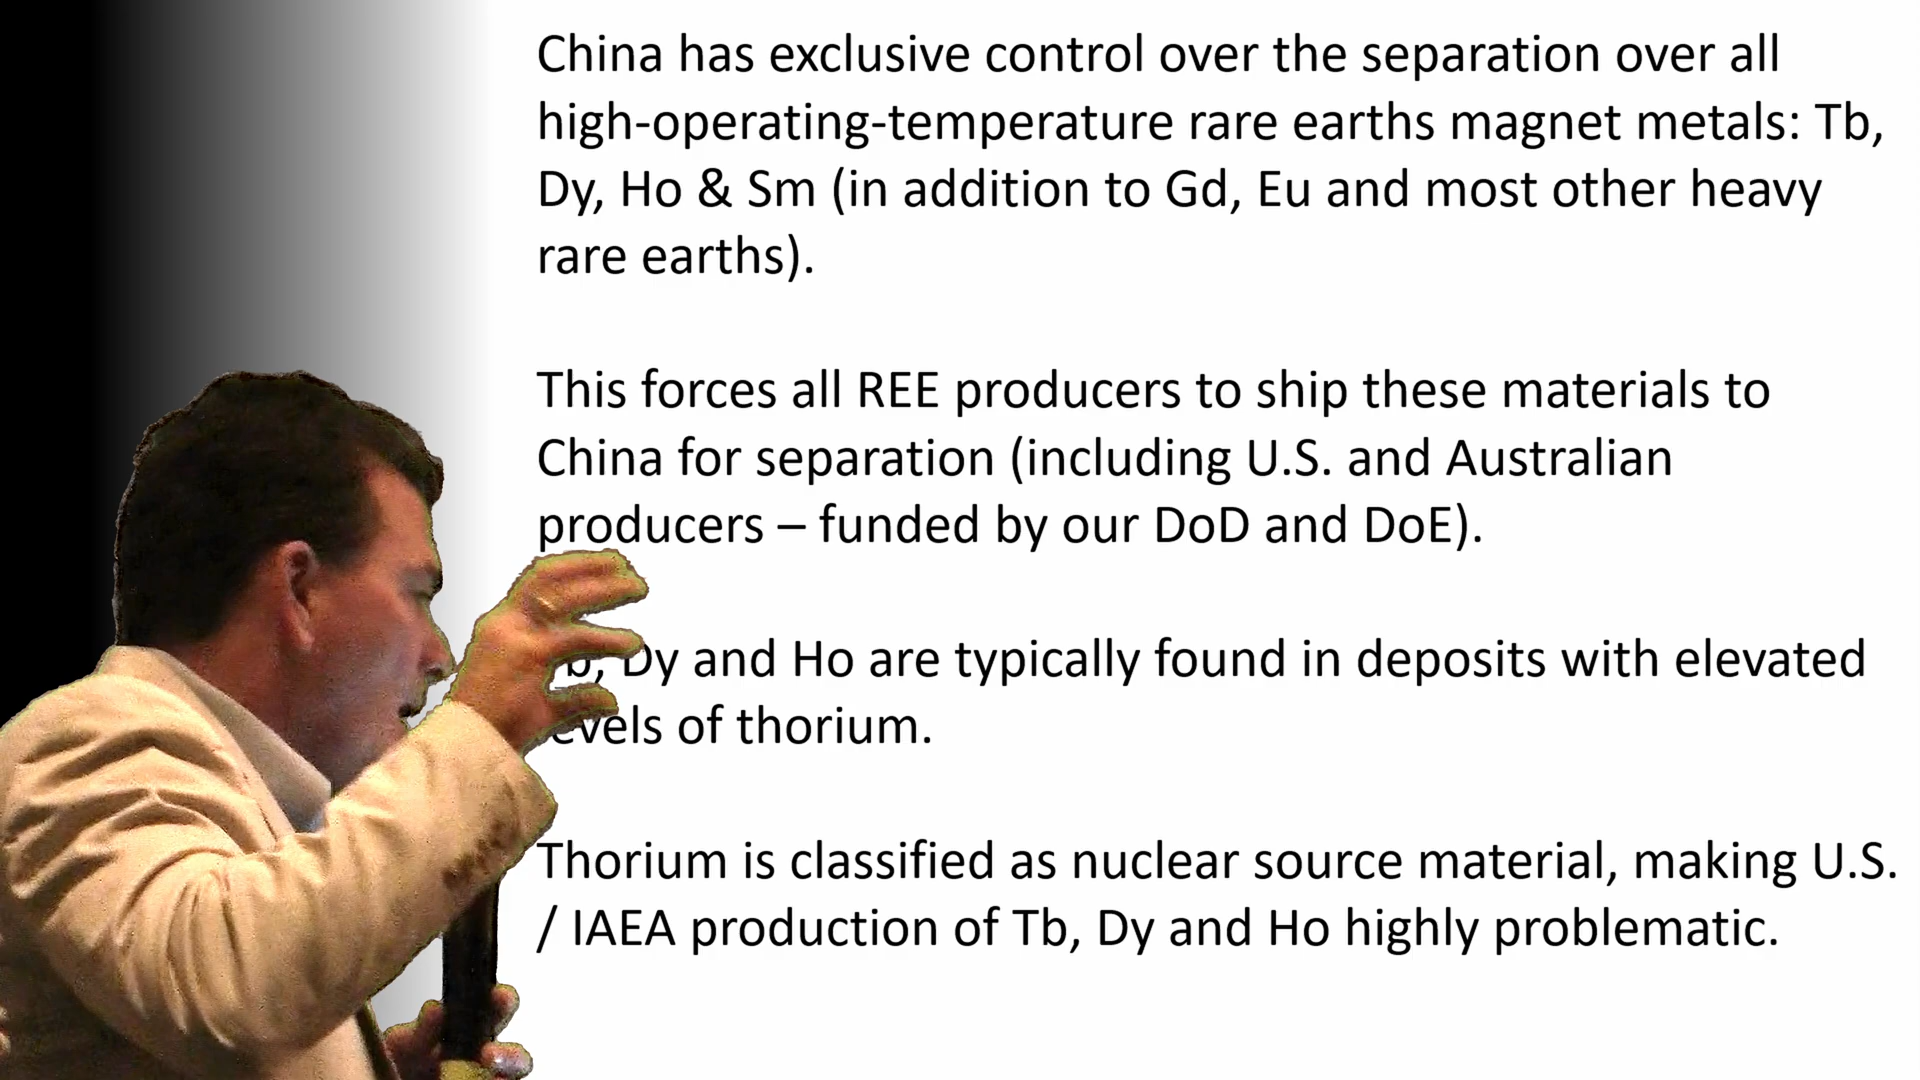 China has exclusive control over the separation over all
high-operating-temperature rare earths magnet metals: Tb,
Dy, Ho & Sm (in addition to Gd, Eu and most other heavy
rare earths).
This forces all REE producers to ship these materials to
China for separation (including U.S. and Australian
producers – funded by our DoD and DoE).
Dy and Ho are typically found in deposits with elevated
of thorium.
Thorium is classified as nuclear source material, making U.S.
/ IAEA production of Tb, Dy and Ho highly problematic.